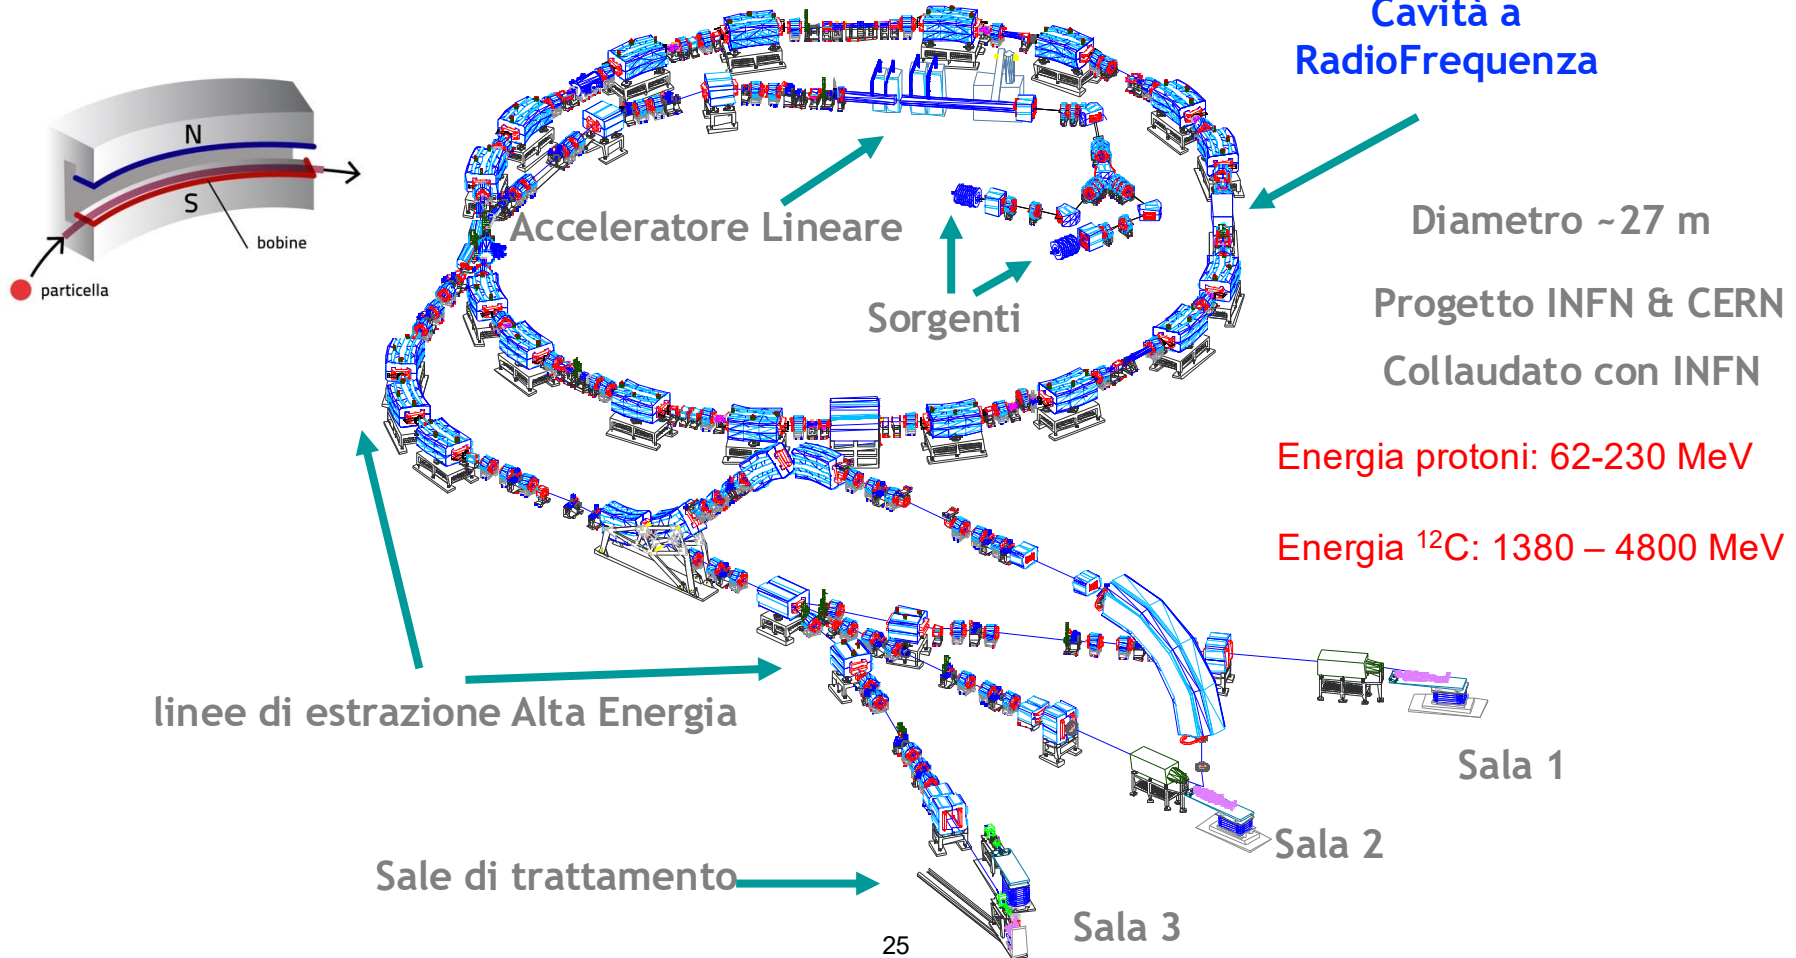 Cavità a
RadioFrequenza
N
S
bobine
particella
Acceleratore Lineare
Sorgenti
Diametro ~27 m
Progetto INFN & CERN
Collaudato con INFN
Energia protoni: 62-230 MeV
Energia ¹²C: 1380 – 4800 MeV
linee di estrazione Alta Energia
Sala 1
Sala 2
Sale di trattamento
Sala 3
25